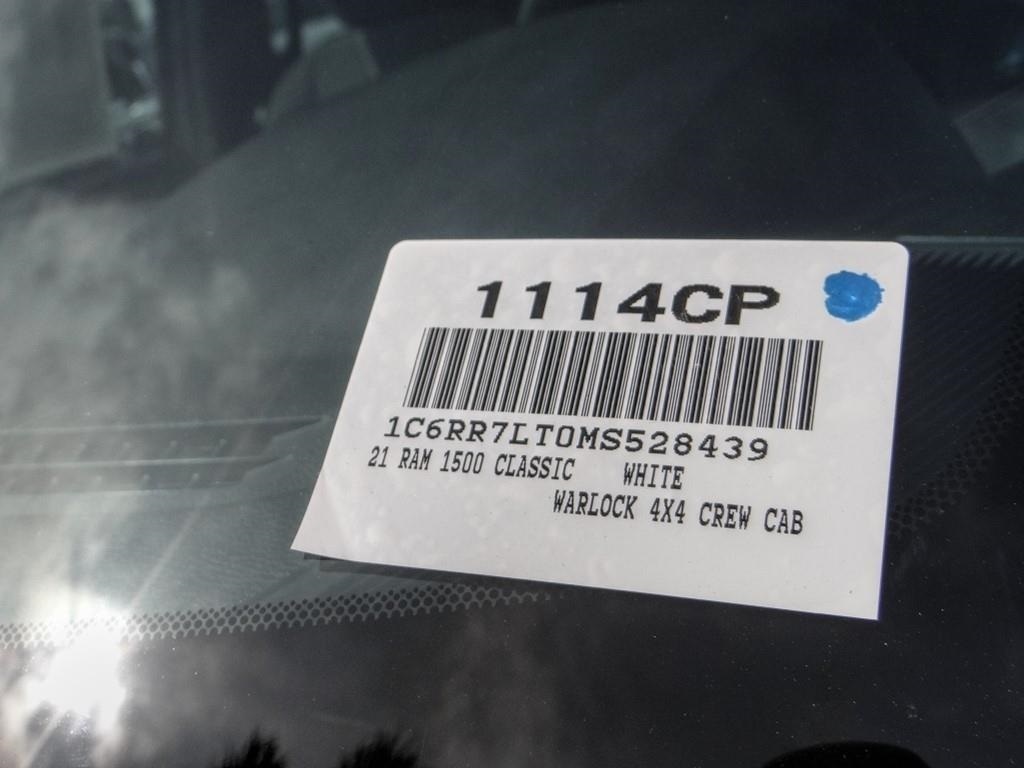 1114CP
1C6RR7LT0MS528439
21 RAM 1500 CLASSIC WHITE
WARLOCK 4X4 CREW CAB